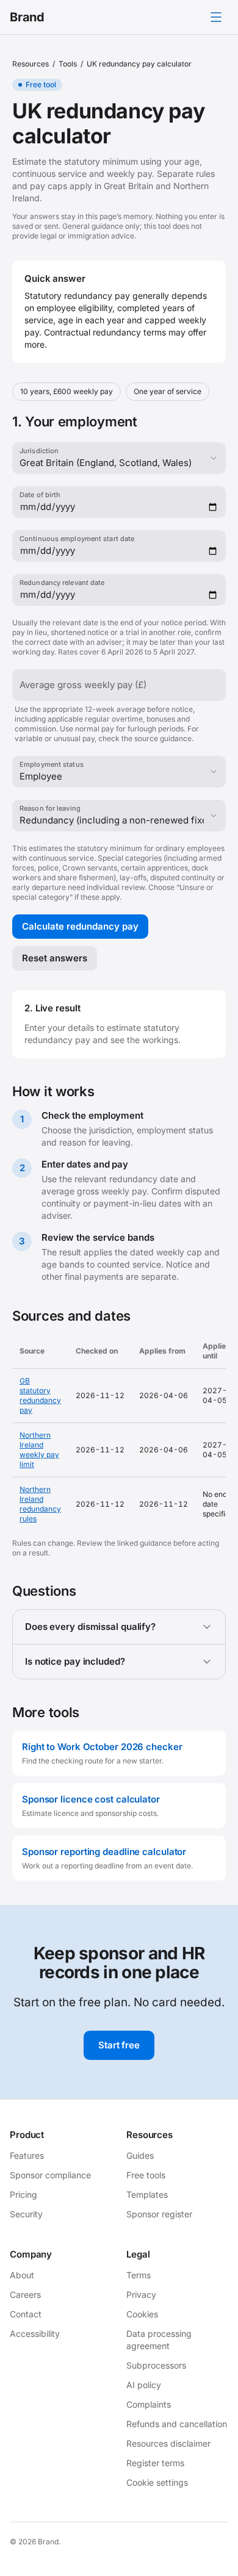 Brand
Resources / Tools / UK redundancy pay calculator
Free tool
UK redundancy pay
calculator
Estimate the statutory minimum using your age,
continuous service and weekly pay. Separate rules
and pay caps apply in Great Britain and Northern
Ireland.
Your answers stay in this page's memory. Nothing you enter is
saved or sent. General guidance only; this tool does not
provide legal or immigration advice.
Quick answer
Statutory redundancy pay generally depends
on employee eligibility, completed years of
service, age in each year and capped weekly
pay. Contractual redundancy terms may offer
more.
10 years, £600 weekly pay
One year of service
1. Your employment
Jurisdiction
Great Britain (England, Scotland, Wales)
Date of birth
mm/dd/yyyy
Continuous employment start date
mm/dd/yyyy
Redundancy relevant date
mm/dd/yyyy
Usually the relevant date is the end of your notice period. With
pay in lieu, shortened notice or a trial in another role, confirm
the correct date with an adviser; it may be later than your last
working day. Rates cover 6 April 2026 to 5 April 2027.
Average gross weekly pay (£)
Use the appropriate 12-week average before notice,
including applicable regular overtime, bonuses and
commission. Use normal pay for furlough periods. For
variable or unusual pay, check the source guidance.
Employment status
Employee
Reason for leaving
Redundancy (including a non-renewed fixe
This estimates the statutory minimum for ordinary employees
with continuous service. Special categories (including armed
forces, police, Crown servants, certain apprentices, dock
workers and share fishermen), lay-offs, disputed continuity or
early departure need individual review. Choose "Unsure or
special category" if these apply.
Calculate redundancy pay
Reset answers
2. Live result
Enter your details to estimate statutory
redundancy pay and see the workings.
How it works
1
Check the employment
Choose the jurisdiction, employment status
and reason for leaving.
2
Enter dates and pay
Use the relevant redundancy date and
average gross weekly pay. Confirm disputed
continuity or payment-in-lieu dates with an
adviser.
3
Review the service bands
The result applies the dated weekly cap and
age bands to counted service. Notice and
other final payments are separate.
Sources and dates
Source Checked on Applies from Applie
until
GB
statutory
redundancy
pay
2026-11-12 2026-04-06 2027-
04-05
Northern
Ireland
weekly pay
limit
2026-11-12 2026-04-06 2027-
04-05
Northern
Ireland
redundancy
rules
2026-11-12 2026-11-12 No end
date
specifie
Rules can change. Review the linked guidance before acting
on a result.
Questions
Does every dismissal qualify?
Is notice pay included?
More tools
Right to Work October 2026 checker
Find the checking route for a new starter.
Sponsor licence cost calculator
Estimate licence and sponsorship costs.
Sponsor reporting deadline calculator
Work out a reporting deadline from an event date.
Keep sponsor and HR
records in one place
Start on the free plan. No card needed.
Start free
Product
Features
Sponsor compliance
Pricing
Security
Resources
Guides
Free tools
Templates
Sponsor register
Company
About
Careers
Contact
Accessibility
Legal
Terms
Privacy
Cookies
Data processing
agreement
Subprocessors
AI policy
Complaints
Refunds and cancellation
Resources disclaimer
Register terms
Cookie settings
© 2026 Brand.